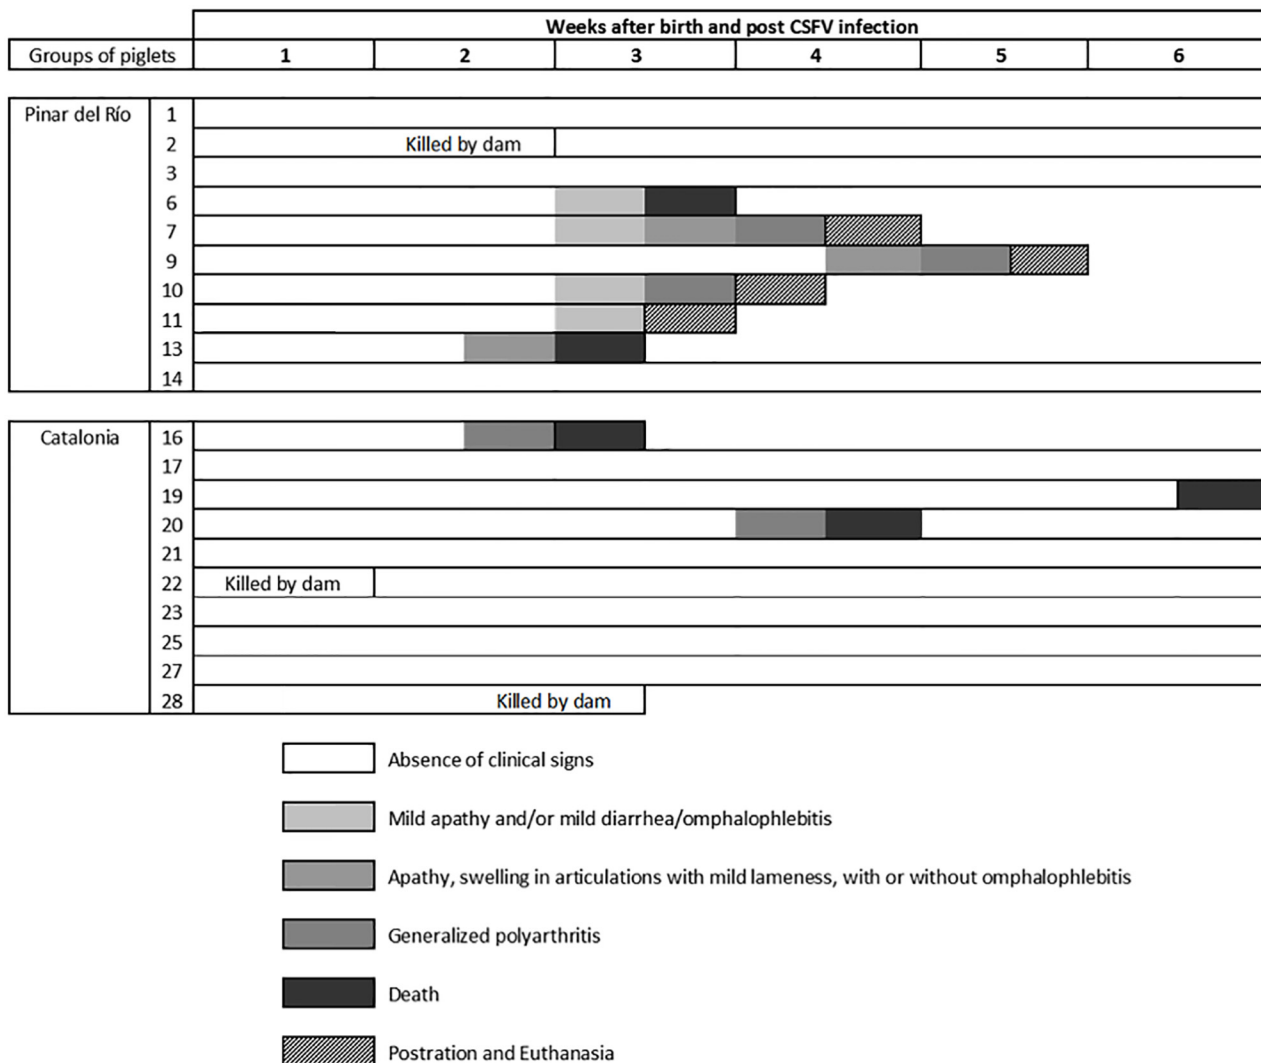 Weeks after birth and post CSFV infection
Groups of piglets 1 2 3 4 5 6
Pinar del Río 1
2 Killed by dam
3
6
7
9
10
11
13
14
Catalonia 16
17
19
20
21
22 Killed by dam
23
25
27
28 Killed by dam
Absence of clinical signs
Mild apathy and/or mild diarrhea/omphalophlebitis
Apathy, swelling in articulations with mild lameness, with or without omphalophlebitis
Generalized polyarthritis
Death
Postration and Euthanasia